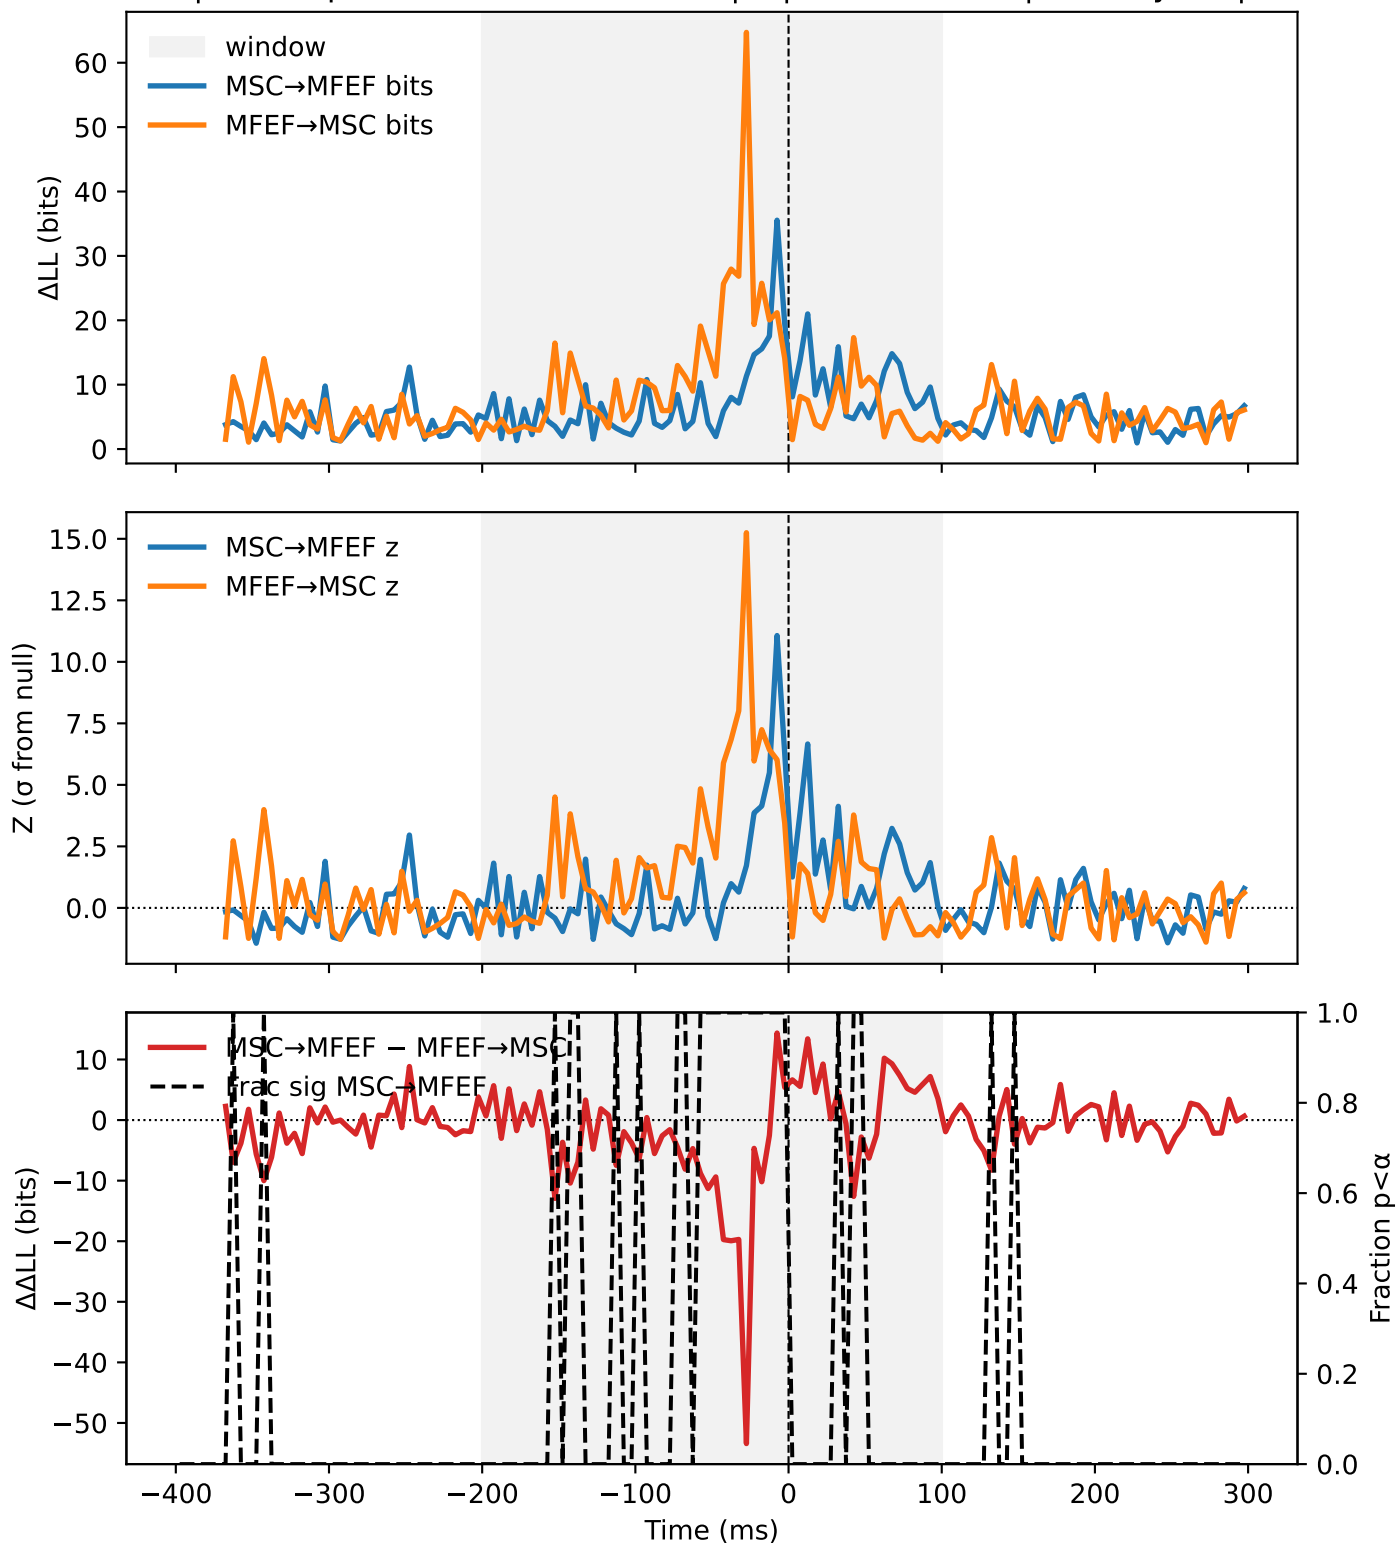 window
MSC→MFEF bits
MFEF→MSC bits
60
50
40
30
20
10
0
ΔLL (bits)
MSC→MFEF z
MFEF→MSC z
15.0
12.5
10.0
7.5
5.0
2.5
0.0
Z (σ from null)
MSC→MFEF − MFEF→MSC
Frac sig MSC→MFEF
10
0
−10
−20
−30
−40
−50
ΔΔLL (bits)
1.0
0.8
0.6
0.4
0.2
0.0
Fraction p<α
−400 −300 −200 −100 0 100 200 300
Time (ms)